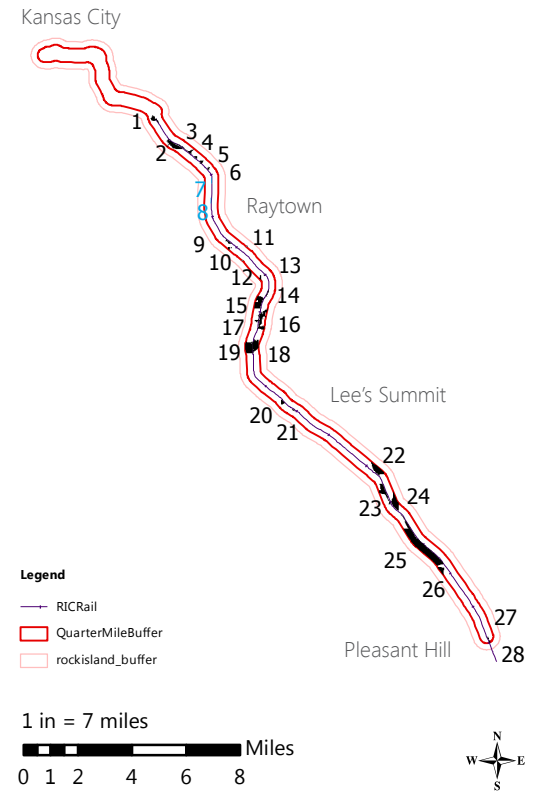 Kansas City
1
2
3
4
5
6
7
8
Raytown
9
10
11
12
13
14
15
16
17
18
19
Lee's Summit
20
21
22
23
24
25
26
27
Pleasant Hill
28
Legend
RICRail
QuarterMileBuffer
rockisland_buffer
1 in = 7 miles
Miles
0 1 2 4 6 8
N
W E
S